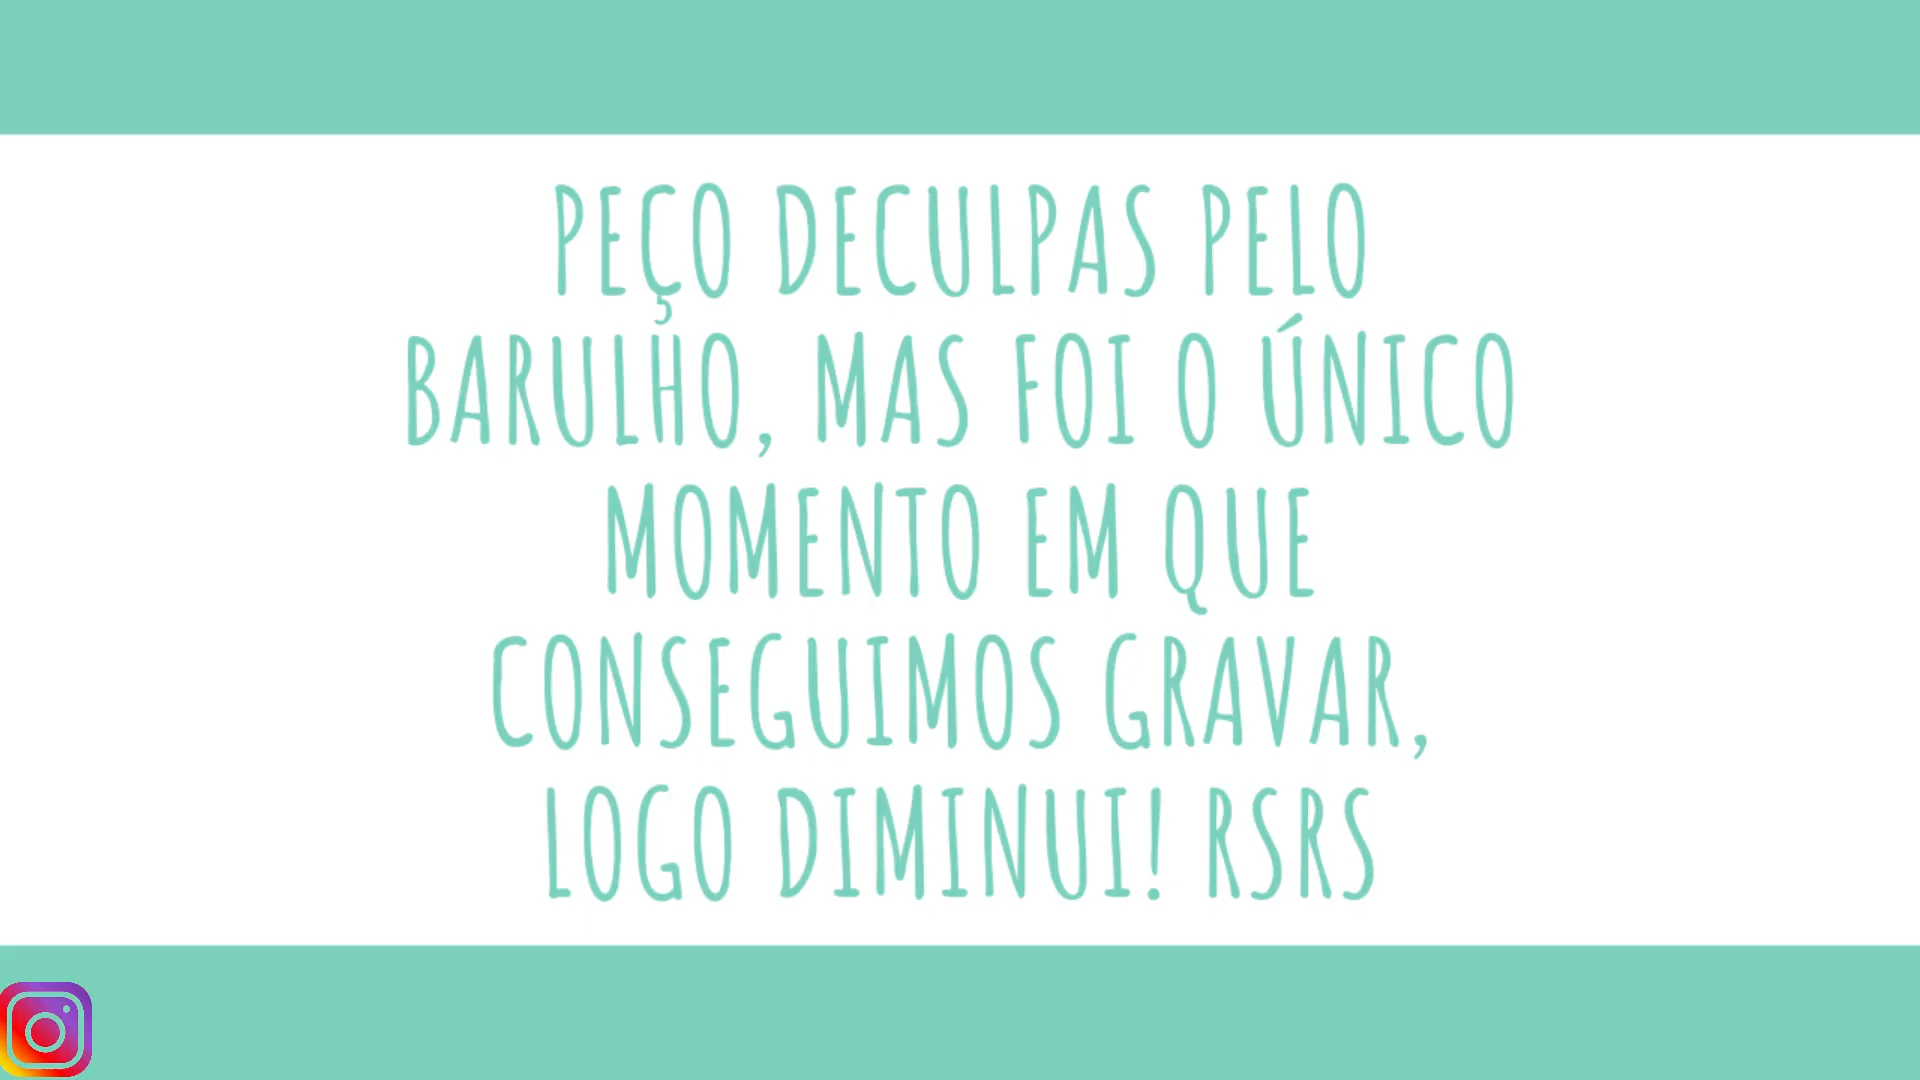 PEÇO DECULPAS PELO
BARULHO, MAS FOI O ÚNICO
MOMENTO EM QUE
CONSEGUIMOS GRAVAR,
LOGO DIMINUI! RSRS